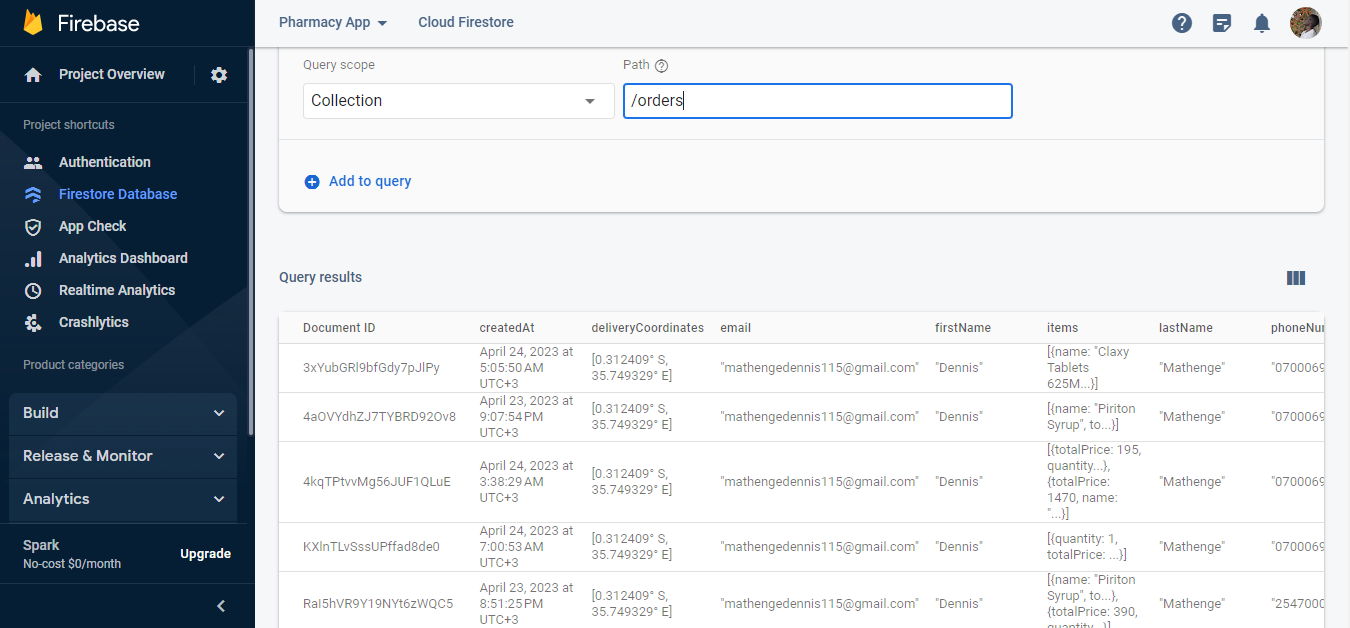 Firebase
Pharmacy App
Cloud Firestore
Project Overview
Project shortcuts
Authentication
Firestore Database
App Check
Analytics Dashboard
Realtime Analytics
Crashlytics
Product categories
Build
Release & Monitor
Analytics
Spark
No-cost $0/month
Upgrade
Query scope
Path
Collection
/orders
Add to query
Query results
Document ID createdAt deliveryCoordinates email firstName items lastName phoneNu
3xYubGRl9bfGdy7pJlPy
April 24, 2023 at
5:05:50 AM
UTC+3
[0.312409° S,
35.749329° E]
"mathengedennis115@gmail.com"
"Dennis"
[{name: "Claxy
Tablets
625M...}]
"Mathenge"
"0700069
4aOVYdhZJ7TYBRD92Ov8
April 23, 2023 at
9:07:54 PM
UTC+3
[0.312409° S,
35.749329° E]
"mathengedennis115@gmail.com"
"Dennis"
[{name: "Piriton
Syrup", to...}]
"Mathenge"
"0700069
4kqTPtvvMg56JUF1QLuE
April 24, 2023 at
3:38:29 AM
UTC+3
[0.312409° S,
35.749329° E]
"mathengedennis115@gmail.com"
"Dennis"
[{totalPrice: 195,
quantity...},
{totalPrice:
1470, name:
"...}]
"Mathenge"
"0700069
KXlnTLvSssUPffad8de0
April 24, 2023 at
7:00:53 AM
UTC+3
[0.312409° S,
35.749329° E]
"mathengedennis115@gmail.com"
"Dennis"
[{quantity: 1,
totalPrice: ...}]
"Mathenge"
"0700069
RaI5hVR9Y19NYt6zWQC5
April 23, 2023 at
8:51:25 PM
UTC+3
[0.312409° S,
35.749329° E]
"mathengedennis115@gmail.com"
"Dennis"
[{name: "Piriton
Syrup", to...},
{totalPrice: 390,
quantity...}]
"Mathenge"
"2547000